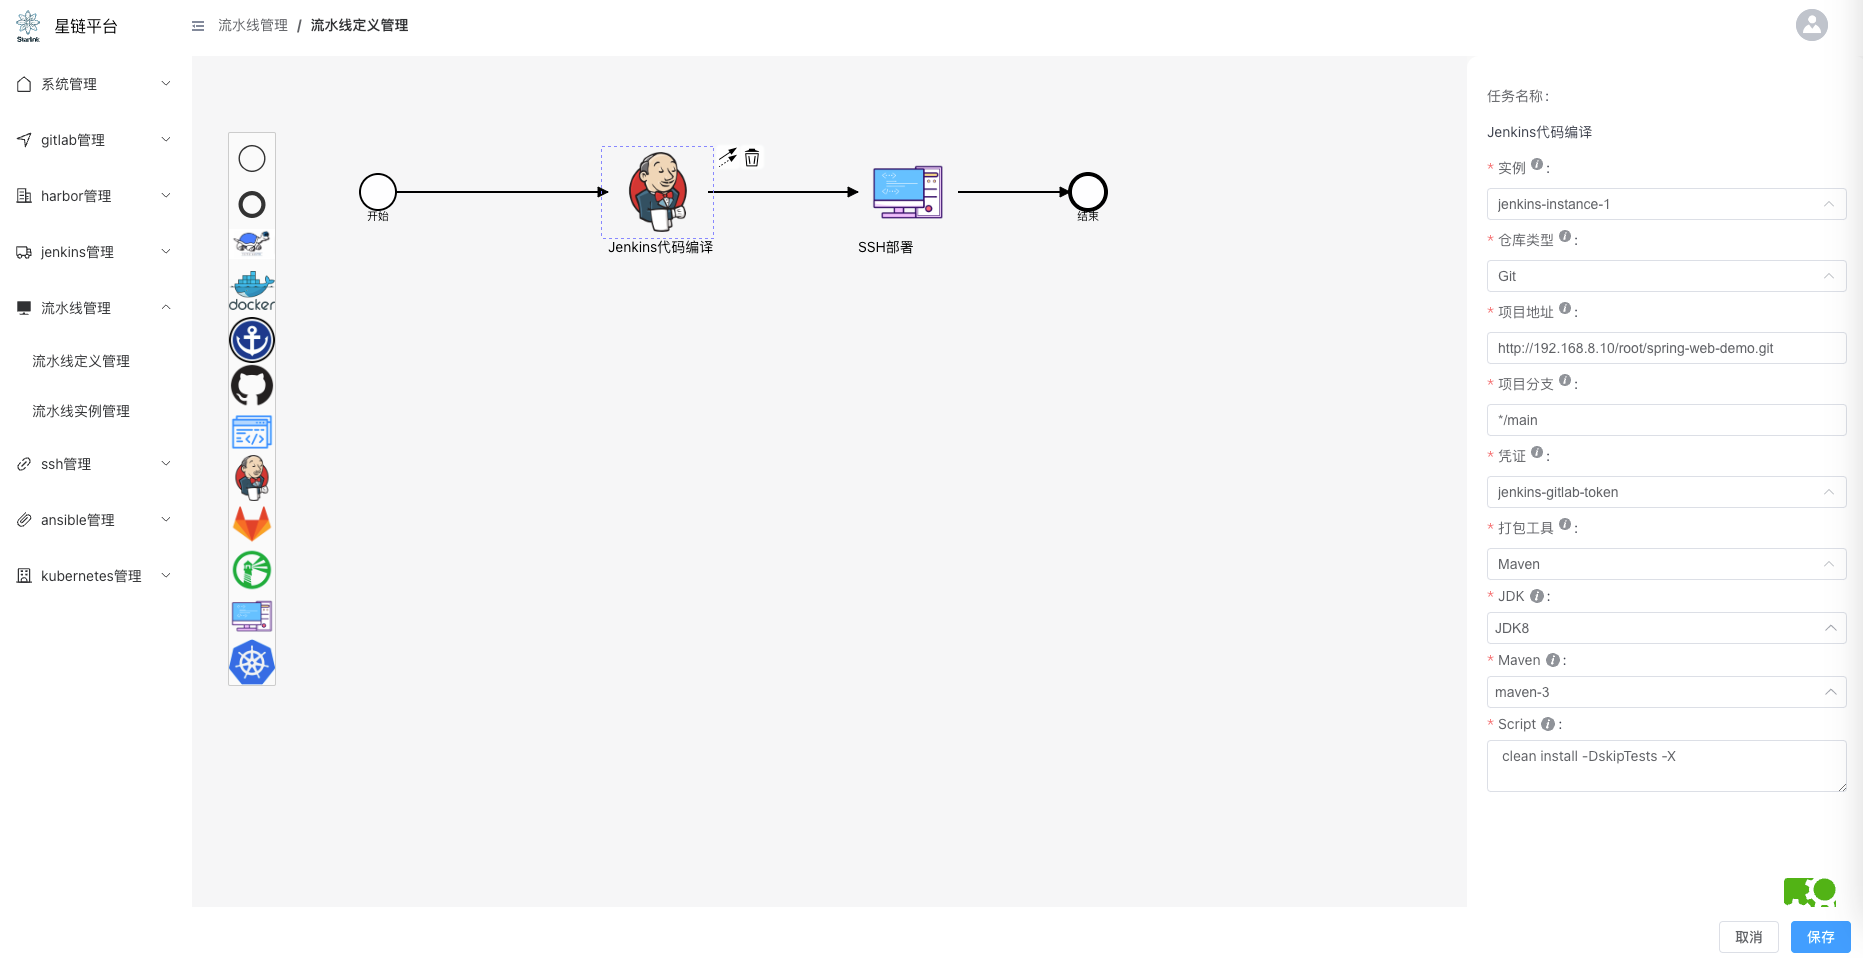 Starlink
星链平台
流水线管理 / 流水线定义管理
系统管理
gitlab管理
harbor管理
jenkins管理
流水线管理
流水线定义管理
流水线实例管理
ssh管理
ansible管理
kubernetes管理
docker
开始
Jenkins代码编译
SSH部署
结束
任务名称：
Jenkins代码编译
* 实例 i：
jenkins-instance-1
* 仓库类型 i：
Git
* 项目地址 i：
http://192.168.8.10/root/spring-web-demo.git
* 项目分支 i：
*/main
* 凭证 i：
jenkins-gitlab-token
* 打包工具 i：
Maven
* JDK i：
JDK8
* Maven i：
maven-3
* Script i：
clean install -DskipTests -X
取消
保存